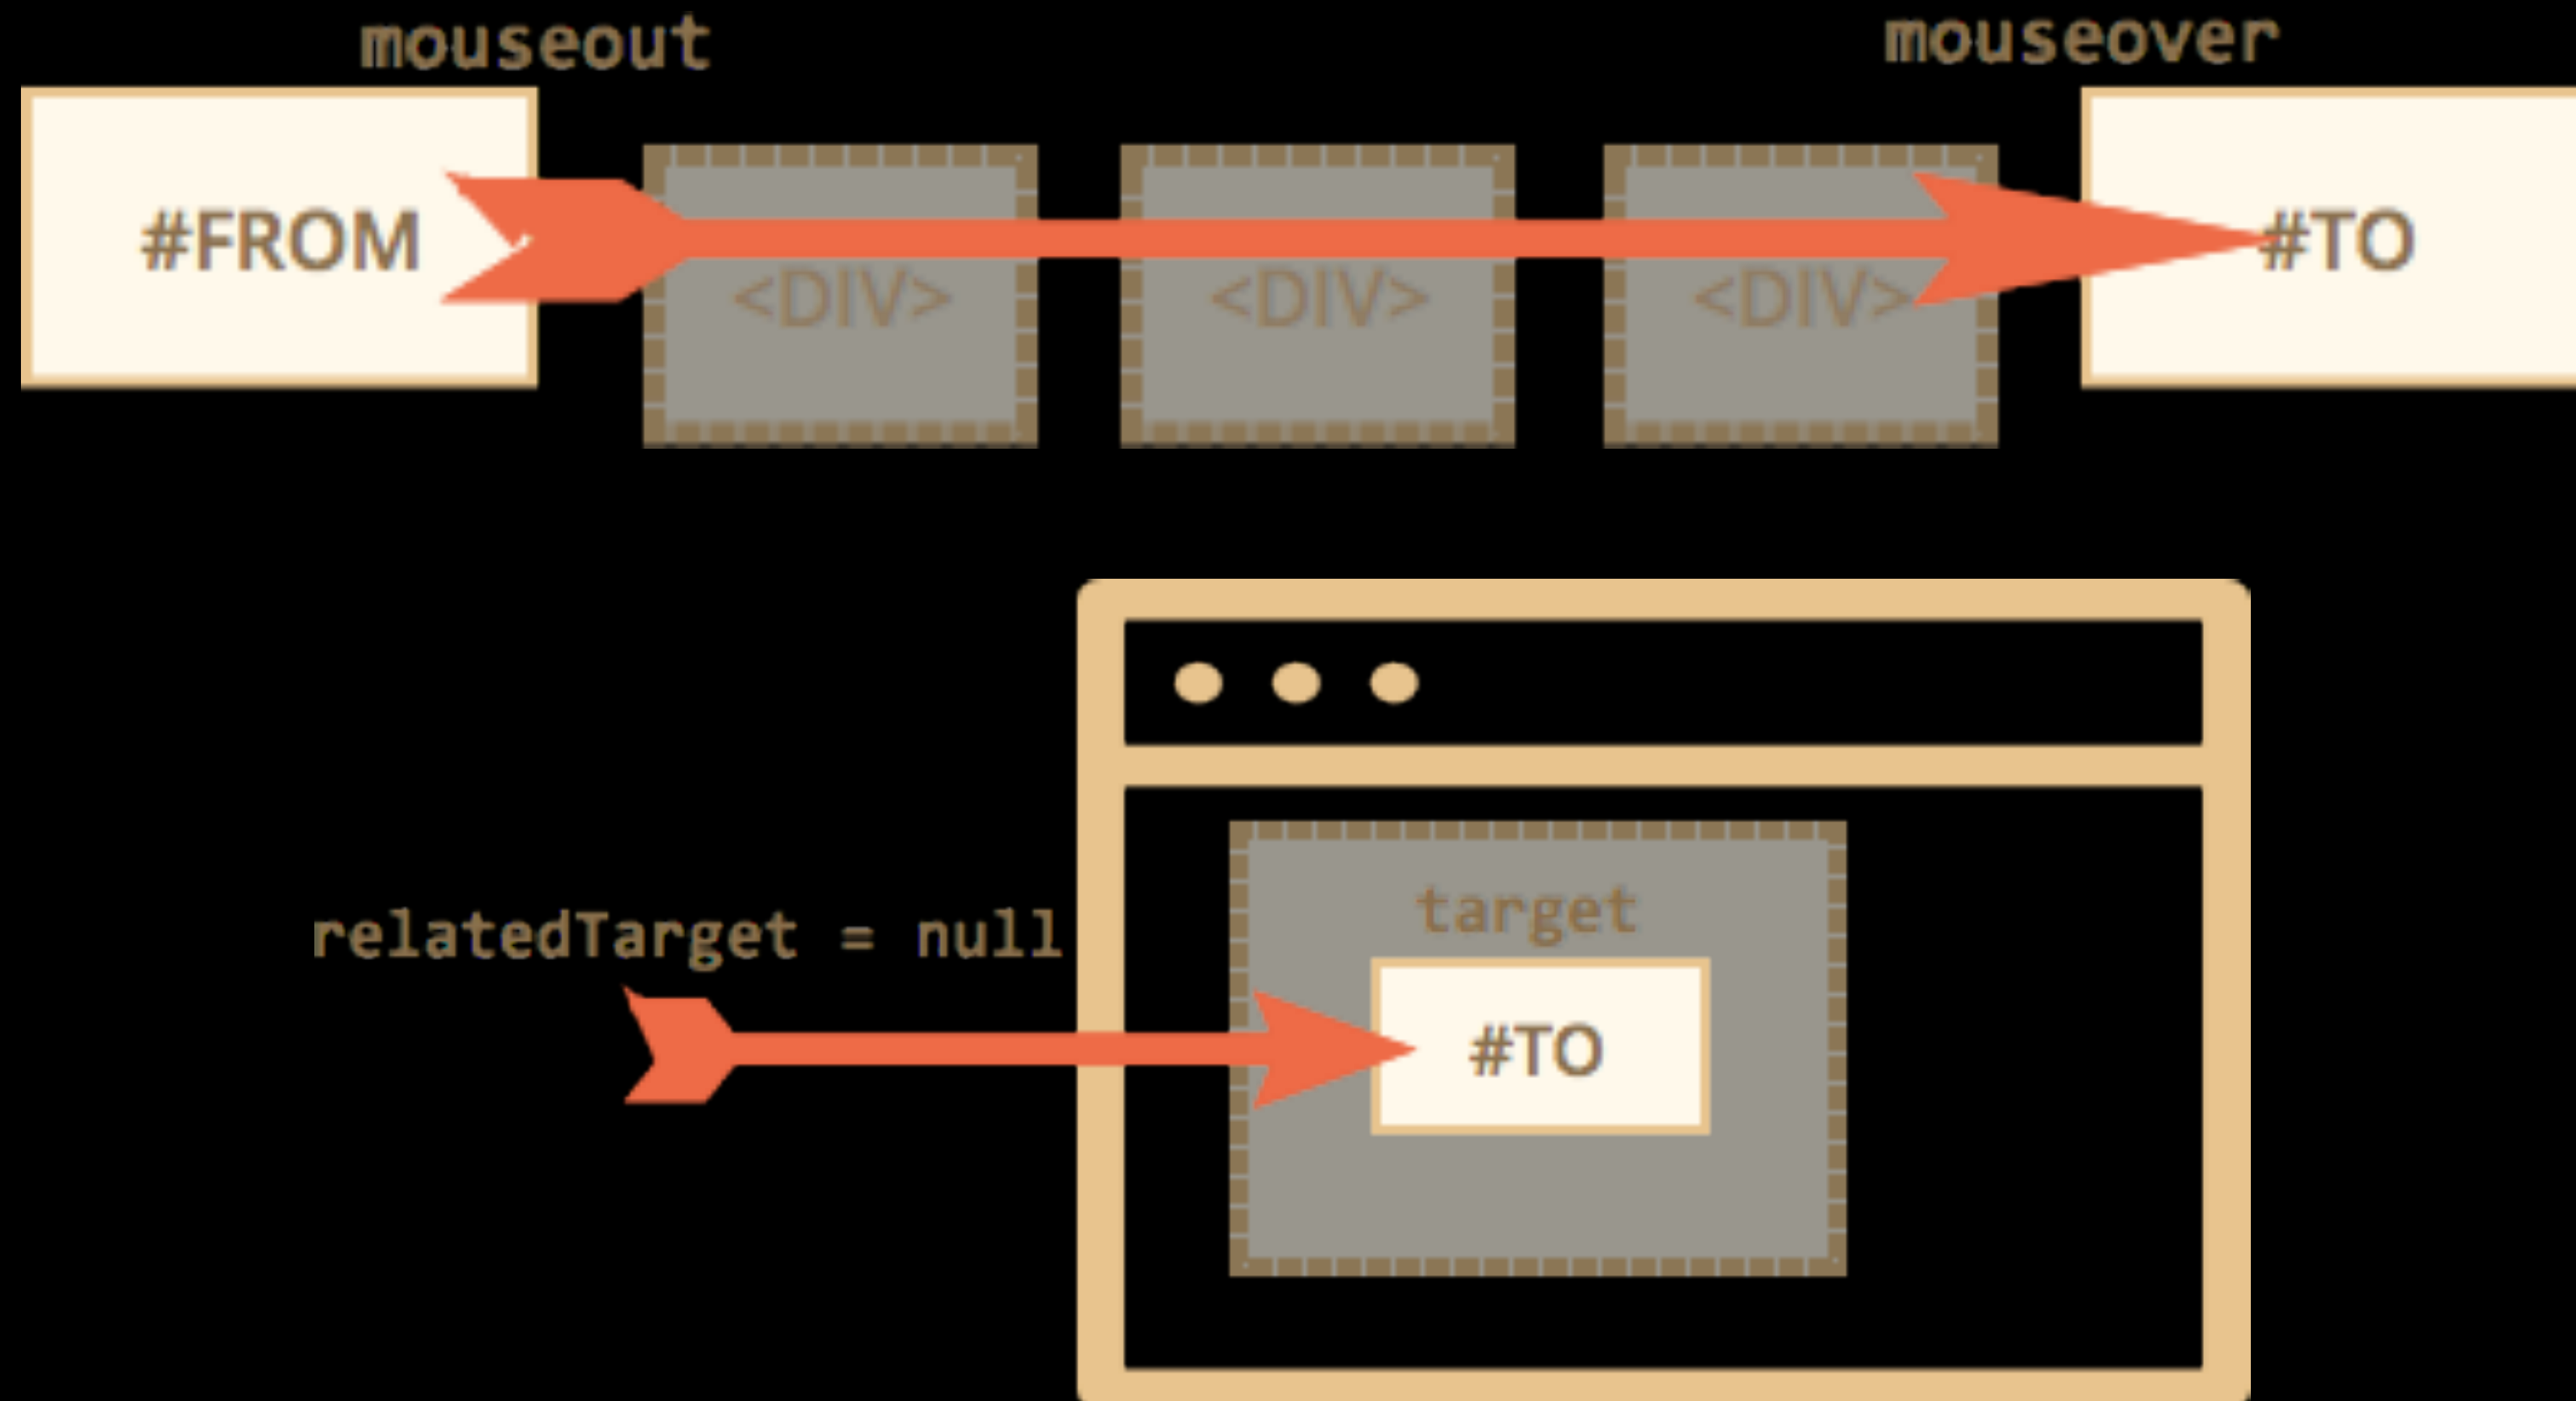 mouseout
mouseover
#FROM
#TO
<DIV>
<DIV>
<DIV>
target
relatedTarget = null
#TO